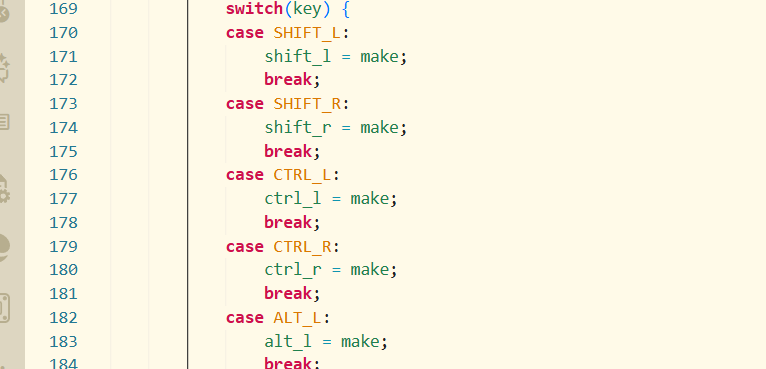 169 switch(key) {
170 case SHIFT_L:
171 shift_l = make;
172 break;
173 case SHIFT_R:
174 shift_r = make;
175 break;
176 case CTRL_L:
177 ctrl_l = make;
178 break;
179 case CTRL_R:
180 ctrl_r = make;
181 break;
182 case ALT_L:
183 alt_l = make;
184 break;